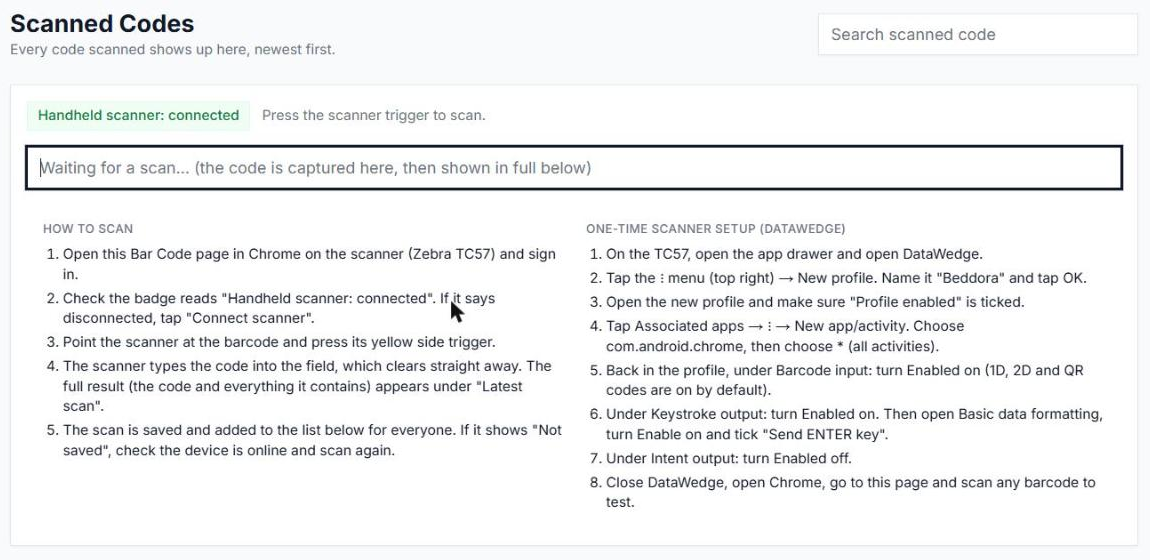 Scanned Codes
Every code scanned shows up here, newest first.
Search scanned code
Handheld scanner: connected
Press the scanner trigger to scan.
Waiting for a scan... (the code is captured here, then shown in full below)
HOW TO SCAN
1. Open this Bar Code page in Chrome on the scanner (Zebra TC57) and sign
in.
2. Check the badge reads "Handheld scanner: connected". If it says
disconnected, tap "Connect scanner".
3. Point the scanner at the barcode and press its yellow side trigger.
4. The scanner types the code into the field, which clears straight away. The
full result (the code and everything it contains) appears under "Latest
scan".
5. The scan is saved and added to the list below for everyone. If it shows "Not
saved", check the device is online and scan again.
ONE-TIME SCANNER SETUP (DATAWEDGE)
1. On the TC57, open the app drawer and open DataWedge.
2. Tap the ⋮ menu (top right) → New profile. Name it "Beddora" and tap OK.
3. Open the new profile and make sure "Profile enabled" is ticked.
4. Tap Associated apps → ⋮ → New app/activity. Choose
com.android.chrome, then choose * (all activities).
5. Back in the profile, under Barcode input: turn Enabled on (1D, 2D and QR
codes are on by default).
6. Under Keystroke output: turn Enabled on. Then open Basic data formatting,
turn Enable on and tick "Send ENTER key".
7. Under Intent output: turn Enabled off.
8. Close DataWedge, open Chrome, go to this page and scan any barcode to
test.